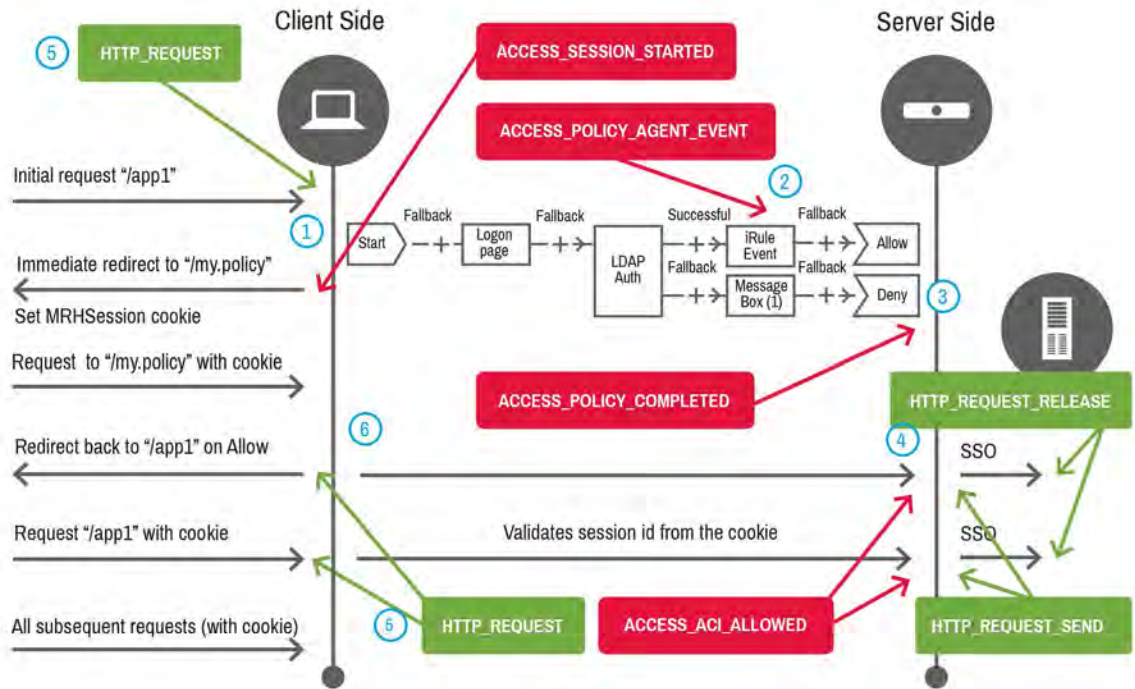 Client Side
Server Side
5
HTTP_REQUEST
ACCESS_SESSION_STARTED
ACCESS_POLICY_AGENT_EVENT
Initial request “/app1”
1
2
Fallback
Fallback
Successful
Fallback
Start
Logon
page
LDAP
Auth
iRule
Event
Allow
Fallback
Fallback
Message
Box (1)
Deny
3
Immediate redirect to “/my.policy”
Set MRHSession cookie
Request to “/my.policy” with cookie
ACCESS_POLICY_COMPLETED
HTTP_REQUEST_RELEASE
6
4
Redirect back to “/app1” on Allow
SSO
Request “/app1” with cookie
Validates session id from the cookie
SSO
All subsequent requests (with cookie)
5
HTTP_REQUEST
ACCESS_ACI_ALLOWED
HTTP_REQUEST_SEND